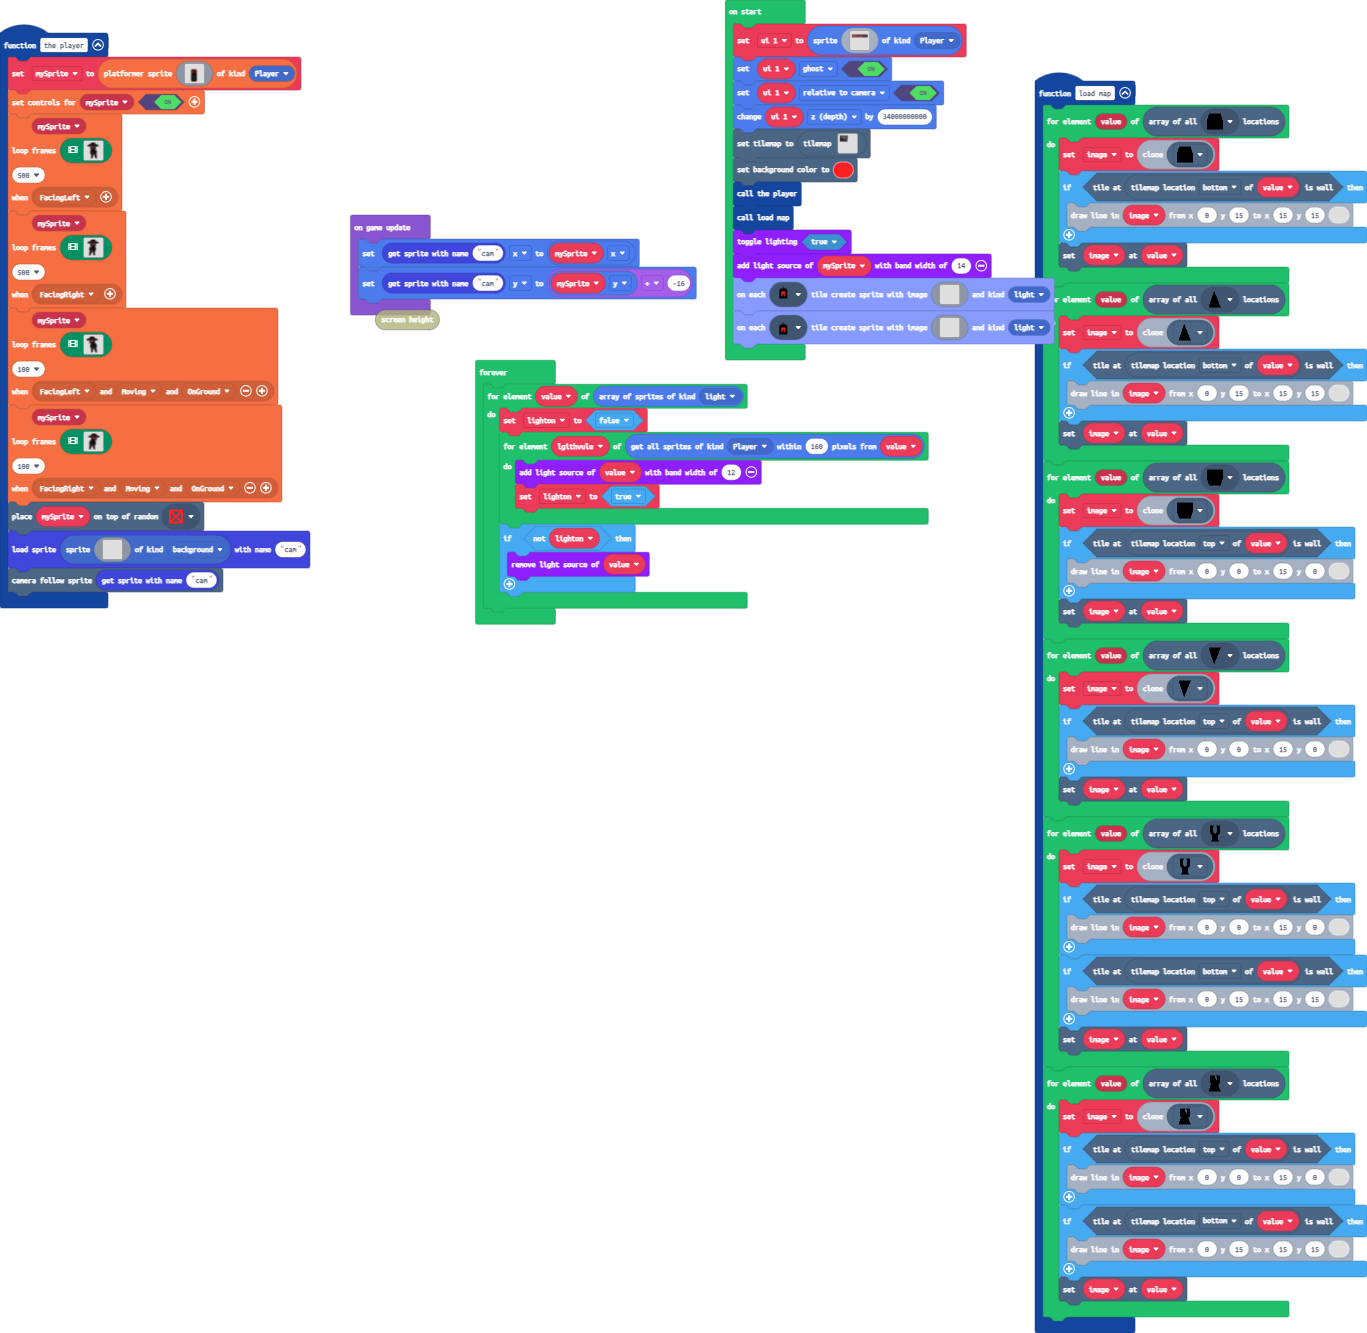 function the player
set mySprite to platformer sprite of kind Player
set controls for mySprite ON
mySprite
loop frames
500
when FacingLeft
mySprite
loop frames
500
when FacingRight
mySprite
loop frames
100
when FacingLeft and Moving and OnGround
mySprite
loop frames
100
when FacingRight and Moving and OnGround
place mySprite on top of random
load sprite sprite of kind background with name "cam"
camera follow sprite get sprite with name "cam"
on game update
set get sprite with name "cam" x to mySprite x
set get sprite with name "cam" y to mySprite y + -16
screen height
forever
for element value of array of sprites of kind light
do
set lighton to false
for element lgithvule of get all sprites of kind Player within 160 pixels from value
do
add light source of value with band width of 12
set lighton to true
if not lighton then
remove light source of value
on start
set ui 1 to sprite of kind Player
set ui 1 ghost ON
set ui 1 relative to camera ON
change ui 1 z (depth) by 34000000000
set tilemap to tilemap
set background color to
call the player
call load map
toggle lighting true
add light source of mySprite with band width of 14
on each tile create sprite with image and kind light
on each tile create sprite with image and kind light
function load map
for element value of array of all locations
do
set image to clone
if tile at tilemap location bottom of value is wall then
draw line in image from x 0 y 15 to x 15 y 15
set image at value
for element value of array of all locations
set image to clone
if tile at tilemap location bottom of value is wall then
draw line in image from x 0 y 15 to x 15 y 15
set image at value
for element value of array of all locations
do
set image to clone
if tile at tilemap location top of value is wall then
draw line in image from x 0 y 0 to x 15 y 0
set image at value
for element value of array of all locations
do
set image to clone
if tile at tilemap location top of value is wall then
draw line in image from x 0 y 0 to x 15 y 0
set image at value
for element value of array of all locations
do
set image to clone
if tile at tilemap location top of value is wall then
draw line in image from x 0 y 0 to x 15 y 0
if tile at tilemap location bottom of value is wall then
draw line in image from x 0 y 15 to x 15 y 15
set image at value
for element value of array of all locations
do
set image to clone
if tile at tilemap location top of value is wall then
draw line in image from x 0 y 0 to x 15 y 0
if tile at tilemap location bottom of value is wall then
draw line in image from x 0 y 15 to x 15 y 15
set image at value